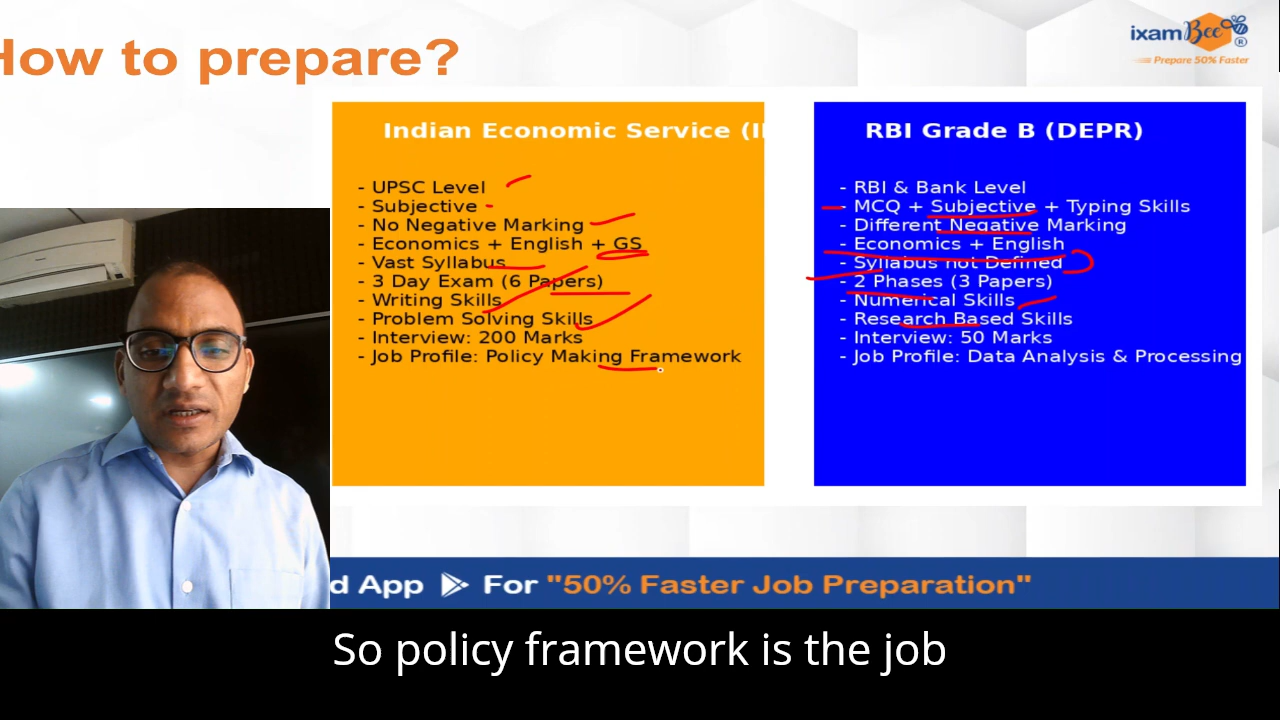 How to prepare?
ixamBee
®
Prepare 50% Faster
Indian Economic Service (I
- UPSC Level
- Subjective
- No Negative Marking
- Economics + English + GS
- Vast Syllabus
- 3 Day Exam (6 Papers)
- Writing Skills
- Problem Solving Skills
- Interview: 200 Marks
- Job Profile: Policy Making Framework
RBI Grade B (DEPR)
- RBI & Bank Level
- MCQ + Subjective + Typing Skills
- Different Negative Marking
- Economics + English
- Syllabus not Defined
- 2 Phases (3 Papers)
- Numerical Skills
- Research Based Skills
- Interview: 50 Marks
- Job Profile: Data Analysis & Processing
d App For "50% Faster Job Preparation"
So policy framework is the job